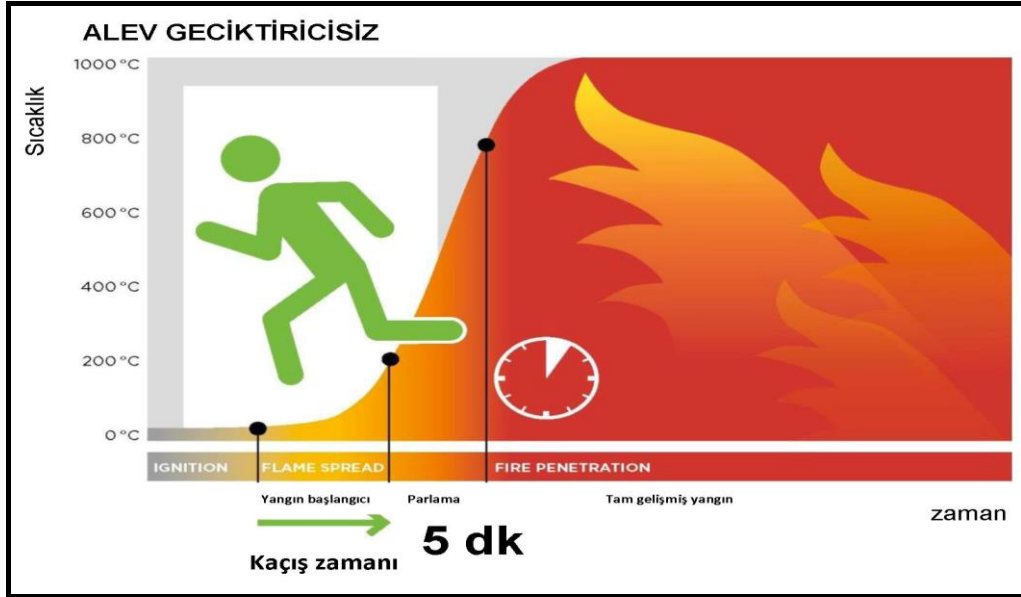 ALEV GECİKTİRİCİSİZ
Sıcaklık
1000 °C
800 °C
600 °C
400 °C
200 °C
0 °C
IGNITION FLAME SPREAD FIRE PENETRATION
Yangın başlangıcı Parlama Tam gelişmiş yangın
zaman
5 dk
Kaçış zamanı